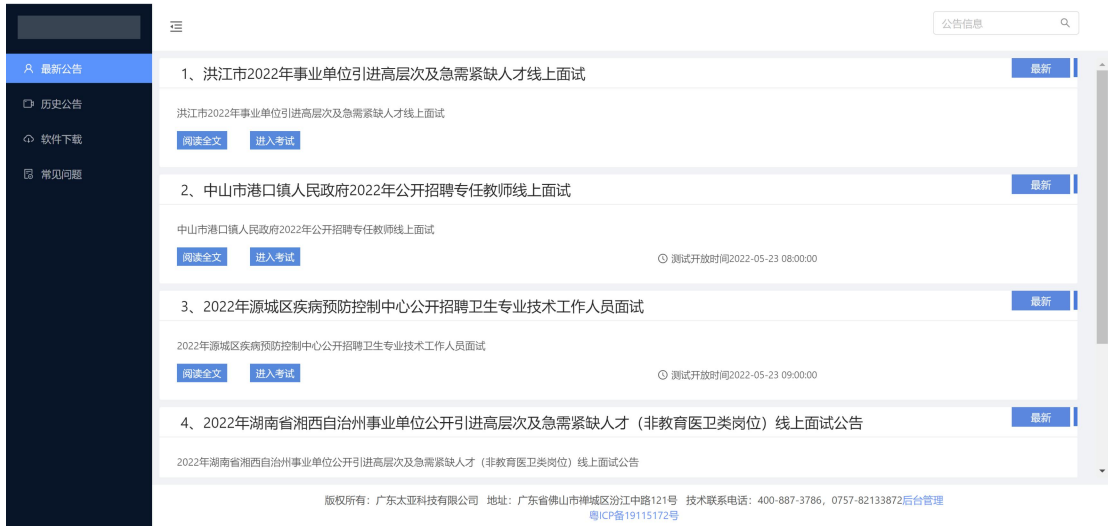 公告信息
最新公告
历史公告
软件下载
常见问题
1、洪江市2022年事业单位引进高层次及急需紧缺人才线上面试
最新
洪江市2022年事业单位引进高层次及急需紧缺人才线上面试
阅读全文 进入考试
2、中山市港口镇人民政府2022年公开招聘专任教师线上面试
最新
中山市港口镇人民政府2022年公开招聘专任教师线上面试
阅读全文 进入考试 测试开放时间2022-05-23 08:00:00
3、2022年源城区疾病预防控制中心公开招聘卫生专业技术工作人员面试
最新
2022年源城区疾病预防控制中心公开招聘卫生专业技术工作人员面试
阅读全文 进入考试 测试开放时间2022-05-23 09:00:00
4、2022年湖南省湘西自治州事业单位公开引进高层次及急需紧缺人才（非教育医卫类岗位）线上面试公告
最新
2022年湖南省湘西自治州事业单位公开引进高层次及急需紧缺人才（非教育医卫类岗位）线上面试公告
版权所有：广东太亚科技有限公司 地址：广东省佛山市禅城区汾江中路121号 技术联系电话：400-887-3786，0757-82133872后台管理
粤ICP备19115172号